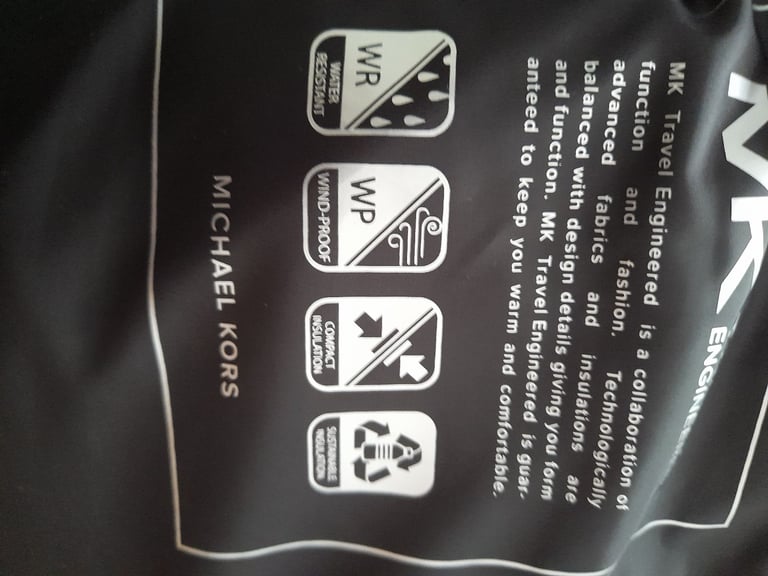 MK
ENGINEER
MK Travel Engineered is a collaboration of
function and fashion. Technologically
advanced fabrics and insulations are
balanced with design details giving you form
and function. MK Travel Engineered is guar-
anteed to keep you warm and comfortable.
WR
WATER
RESISTANT
WP
WIND-PROOF
COMPACT
INSULATION
SUSTAINABLE
INSULATION
MICHAEL KORS